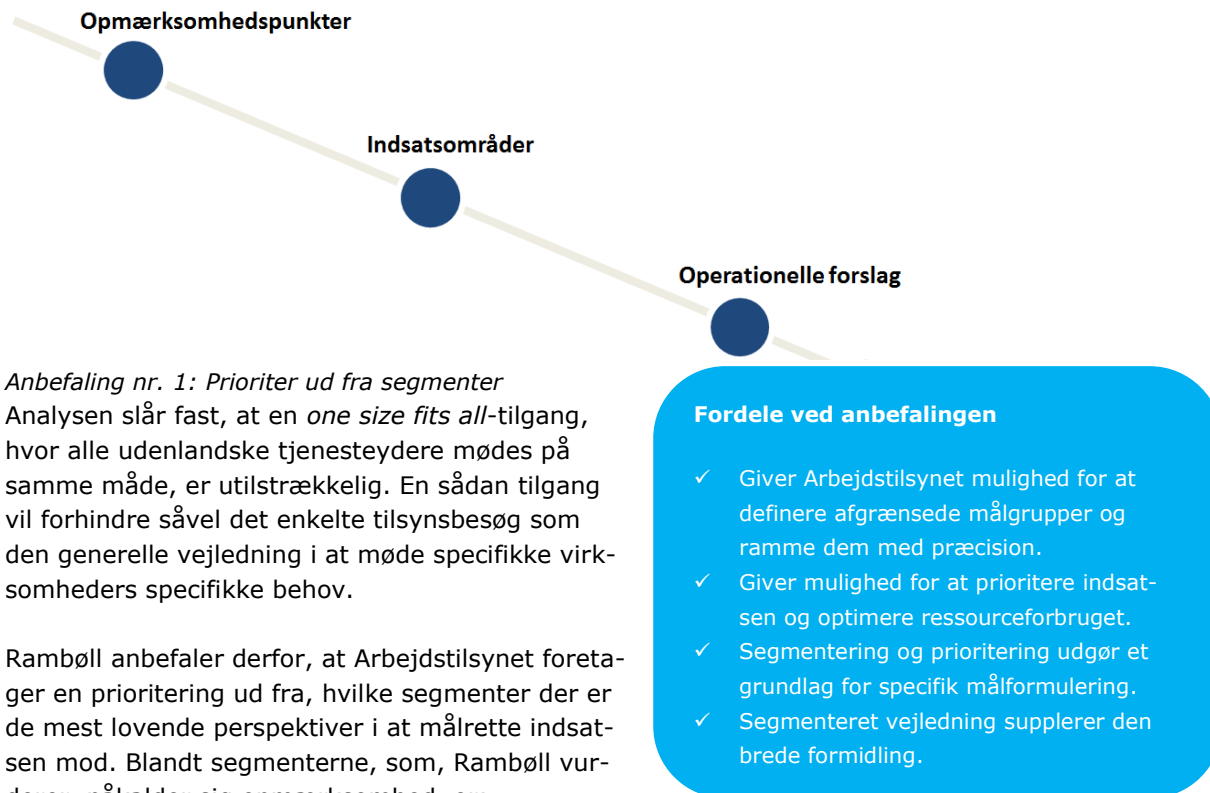 Opmærksomhedspunkter
Indsatsområder
Operationelle forslag
Anbefaling nr. 1: Prioriter ud fra segmenter
Analysen slår fast, at en one size fits all-tilgang,
hvor alle udenlandske tjenesteydere mødes på
samme måde, er utilstrækkelig. En sådan tilgang
vil forhindre såvel det enkelte tilsynsbesøg som
den generelle vejledning i at møde specifikke virk-
somheders specifikke behov.
Rambøll anbefaler derfor, at Arbejdstilsynet foreta-
ger en prioritering ud fra, hvilke segmenter der er
de mest lovende perspektiver i at målrette indsat-
sen mod. Blandt segmenterne, som, Rambøll vur-
Fordele ved anbefalingen
✓ Giver Arbejdstilsynet mulighed for at
definere afgrænsede målgrupper og
ramme dem med præcision.
✓ Giver mulighed for at prioritere indsat-
sen og optimere ressourceforbruget.
✓ Segmentering og prioritering udgør et
grundlag for specifik målformulering.
✓ Segmenteret vejledning supplerer den
brede formidling.